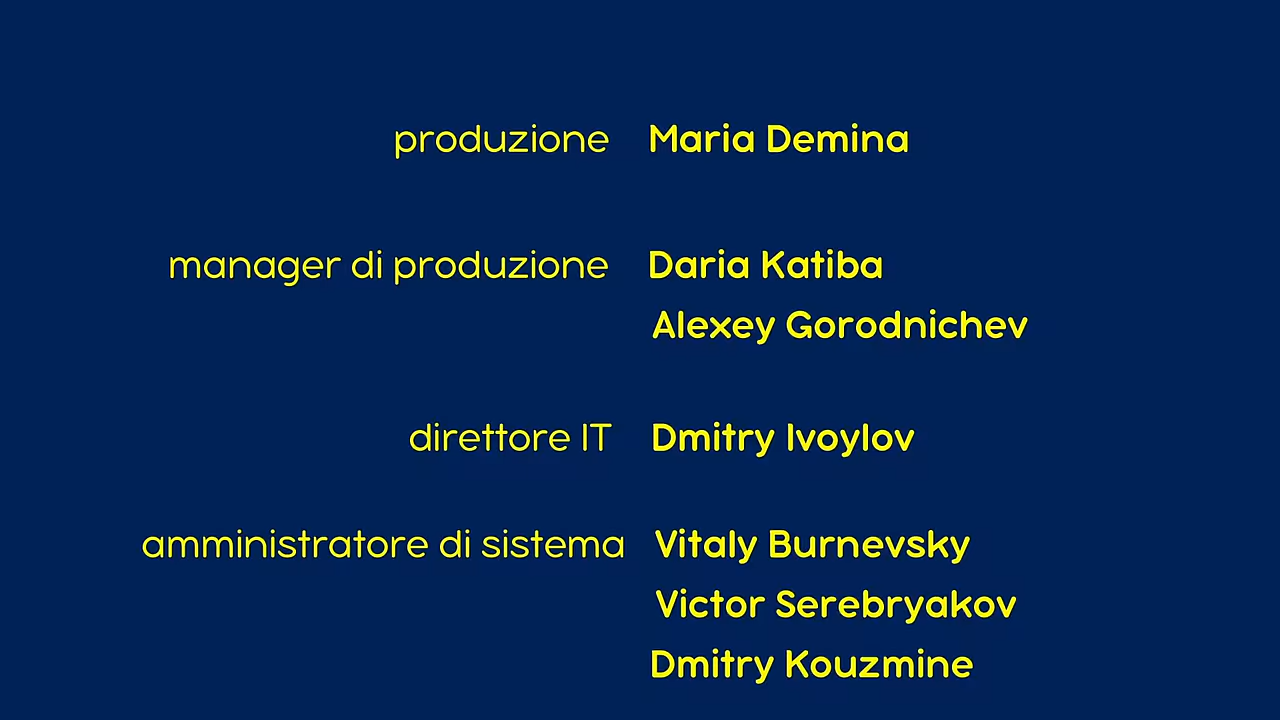 produzione Maria Demina
manager di produzione Daria Katiba
Alexey Gorodnichev
direttore IT Dmitry Ivoylov
amministratore di sistema Vitaly Burnevsky
Victor Serebryakov
Dmitry Kouzmine